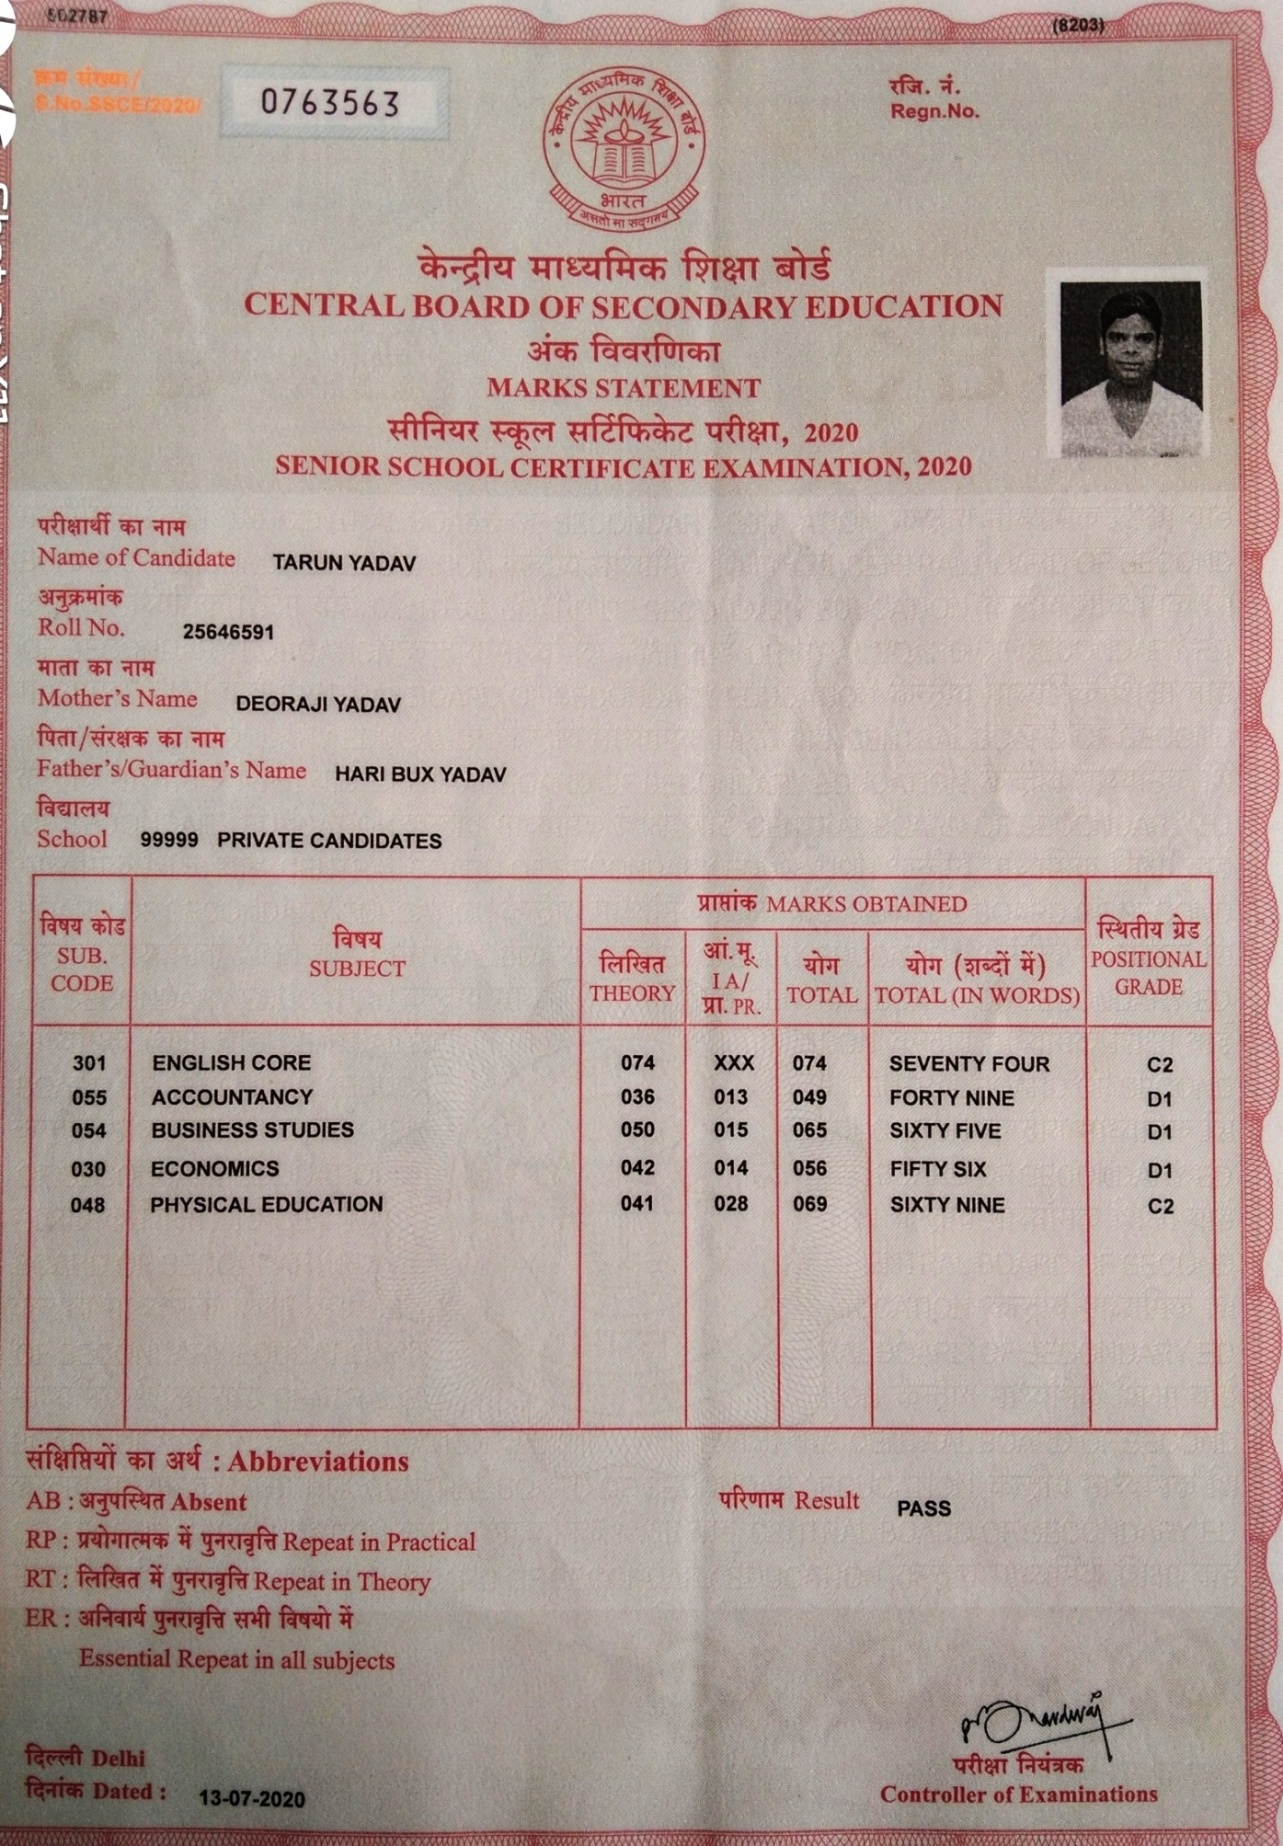 502787
(8203)
क्रम संख्या/
S.No.SSCE/2020/
0763563
रजि. नं.
Regn.No.
केन्द्रीय माध्यमिक शिक्षा बोर्ड
भारत
असतो मा सद्गमय
केन्द्रीय माध्यमिक शिक्षा बोर्ड
CENTRAL BOARD OF SECONDARY EDUCATION
अंक विवरणिका
MARKS STATEMENT
सीनियर स्कूल सर्टिफिकेट परीक्षा, 2020
SENIOR SCHOOL CERTIFICATE EXAMINATION, 2020
परीक्षार्थी का नाम
Name of Candidate TARUN YADAV
अनुक्रमांक
Roll No. 25646591
माता का नाम
Mother's Name DEORAJI YADAV
पिता/संरक्षक का नाम
Father's/Guardian's Name HARI BUX YADAV
विद्यालय
School 99999 PRIVATE CANDIDATES
विषय कोड
SUB.
CODE
विषय
SUBJECT
प्राप्तांक MARKS OBTAINED
लिखित
THEORY
आं.मू.
I A/
प्रा. PR.
योग
TOTAL
योग (शब्दों में)
TOTAL (IN WORDS)
स्थितीय ग्रेड
POSITIONAL
GRADE
301 ENGLISH CORE 074 XXX 074 SEVENTY FOUR C2
055 ACCOUNTANCY 036 013 049 FORTY NINE D1
054 BUSINESS STUDIES 050 015 065 SIXTY FIVE D1
030 ECONOMICS 042 014 056 FIFTY SIX D1
048 PHYSICAL EDUCATION 041 028 069 SIXTY NINE C2
संक्षिप्तियों का अर्थ : Abbreviations
AB : अनुपस्थित Absent
परिणाम Result PASS
RP : प्रयोगात्मक में पुनरावृत्ति Repeat in Practical
RT : लिखित में पुनरावृत्ति Repeat in Theory
ER : अनिवार्य पुनरावृत्ति सभी विषयो में
Essential Repeat in all subjects
दिल्ली Delhi
दिनांक Dated : 13-07-2020
परीक्षा नियंत्रक
Controller of Examinations